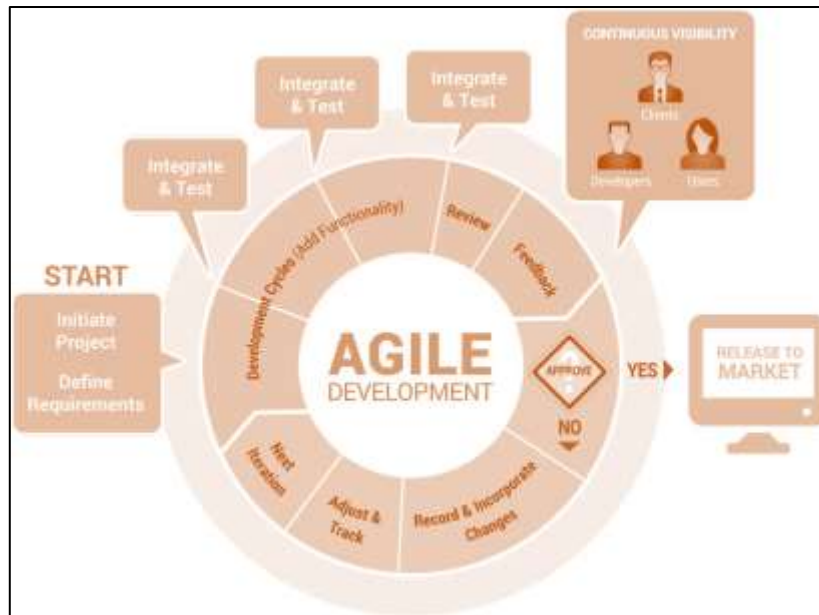 START
Initiate
Project
Define
Requirements
Integrate
& Test
Integrate
& Test
Integrate
& Test
CONTINUOUS VISIBILITY
Clients
Developers
Users
Development Cycles (Add Functionality)
Review
Feedback
APPROVE
YES
NO
RELEASE TO
MARKET
Record & Incorporate
Changes
Adjust &
Track
Next
Iteration
AGILE
DEVELOPMENT